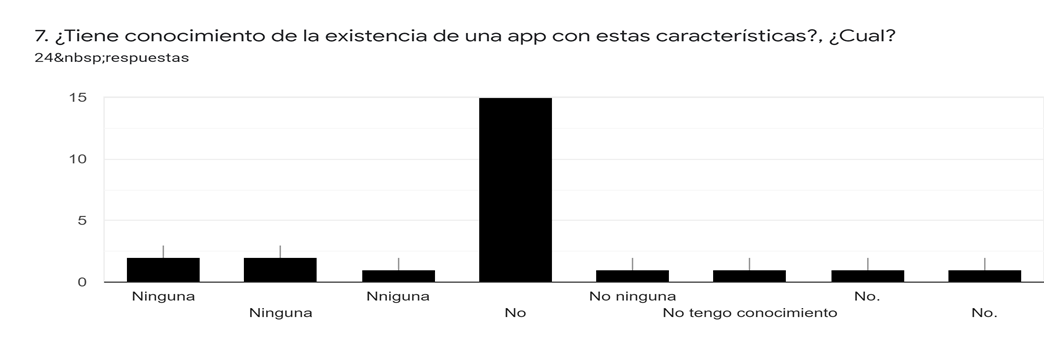 7. ¿Tiene conocimiento de la existencia de una app con estas características?, ¿Cual?
24&nbsp;respuestas
15
10
5
0
Ninguna
Ninguna
Nniguna
No
No ninguna
No tengo conocimiento
No.
No.